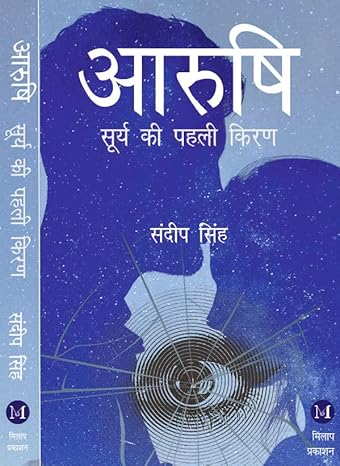 आरुषि
सूर्य की पहली किरण
संदीप सिंह
M
मिलाप
प्रकाशन
आरुषि सूर्य की पहली किरण संदीप सिंह
M
मिलाप
प्रकाशन